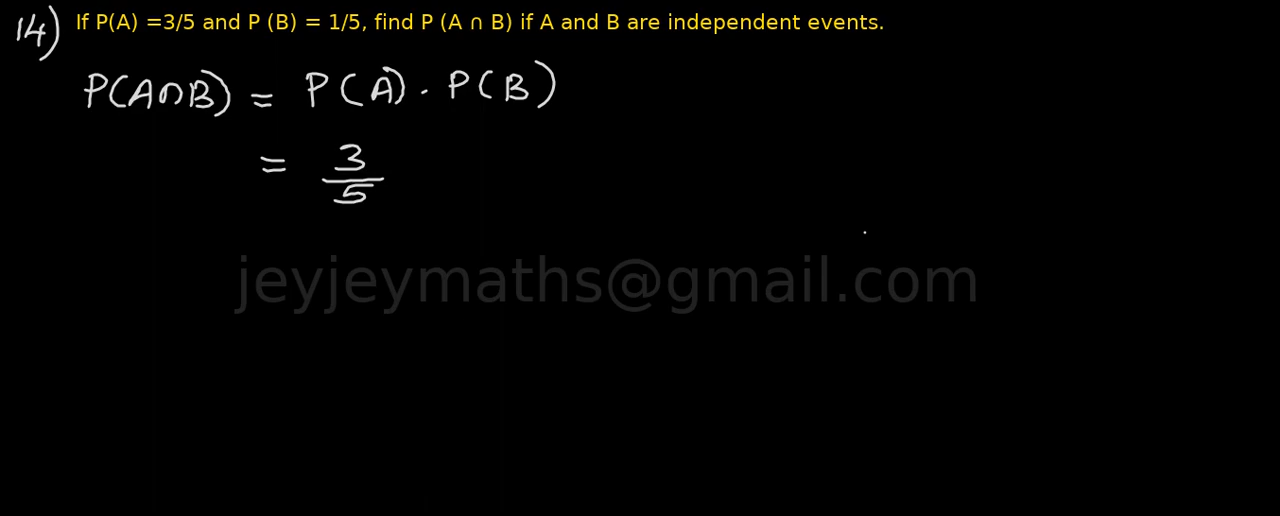 14) If P(A) =3/5 and P (B) = 1/5, find P (A ∩ B) if A and B are independent events.
P(A∩B) = P(A) . P(B)
= 3/5
jeyjeymaths@gmail.com